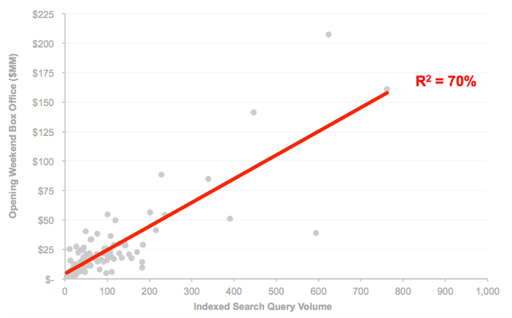 $225
$200
$175
$150
$125
$100
$75
$50
$25
$-
Opening Weekend Box Office ($MM)
R² = 70%
0 100 200 300 400 500 600 700 800 900 1,000
Indexed Search Query Volume